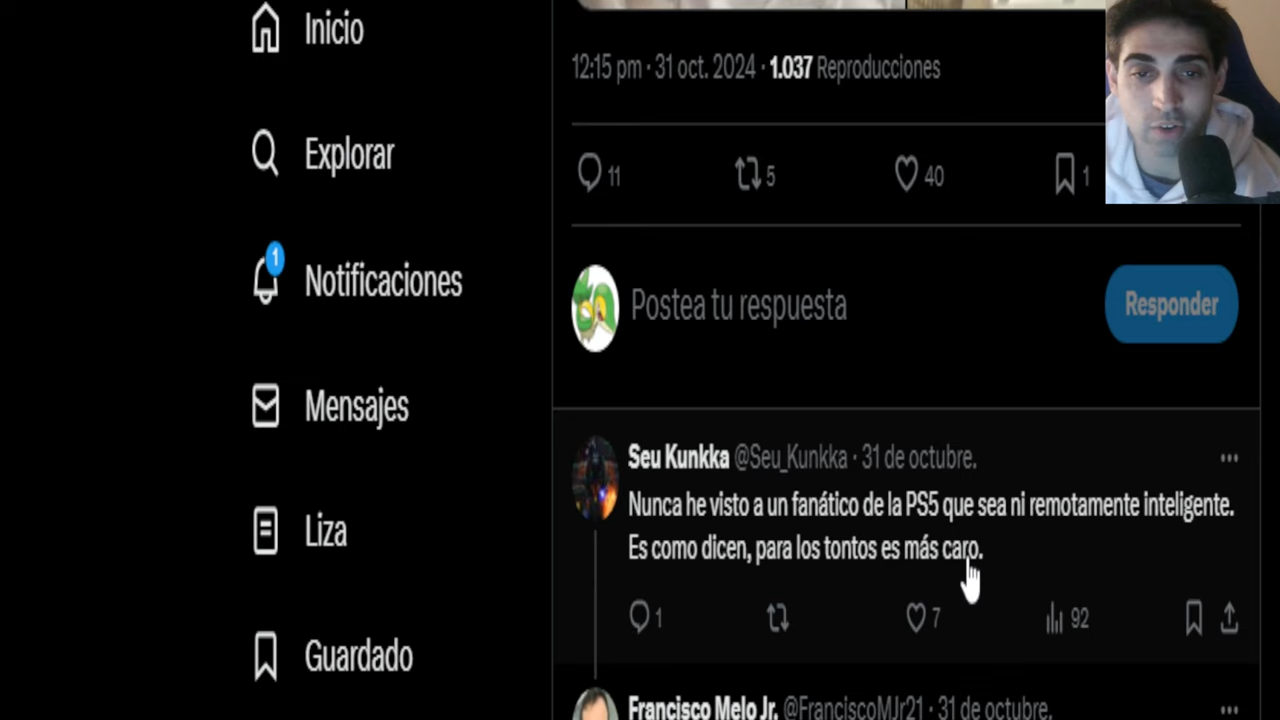 Inicio
Explorar
1
Notificaciones
Mensajes
Liza
Guardado
12:15 pm · 31 oct. 2024 · 1.037 Reproducciones
11 5 40 1
Postea tu respuesta
Responder
Seu Kunkka @Seu_Kunkka · 31 de octubre.
Nunca he visto a un fanático de la PS5 que sea ni remotamente inteligente.
Es como dicen, para los tontos es más caro.
1 7 92
Francisco Melo Jr. @FranciscoMJr21 · 31 de octubre.